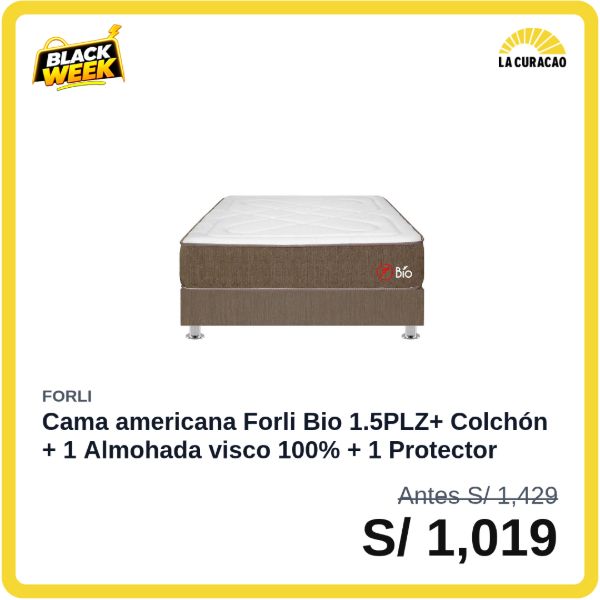 BLACK
WEEK
LA CURACAO
Bio
FORLI
Cama americana Forli Bio 1.5PLZ+ Colchón
+ 1 Almohada visco 100% + 1 Protector
Antes S/ 1,429
S/ 1,019